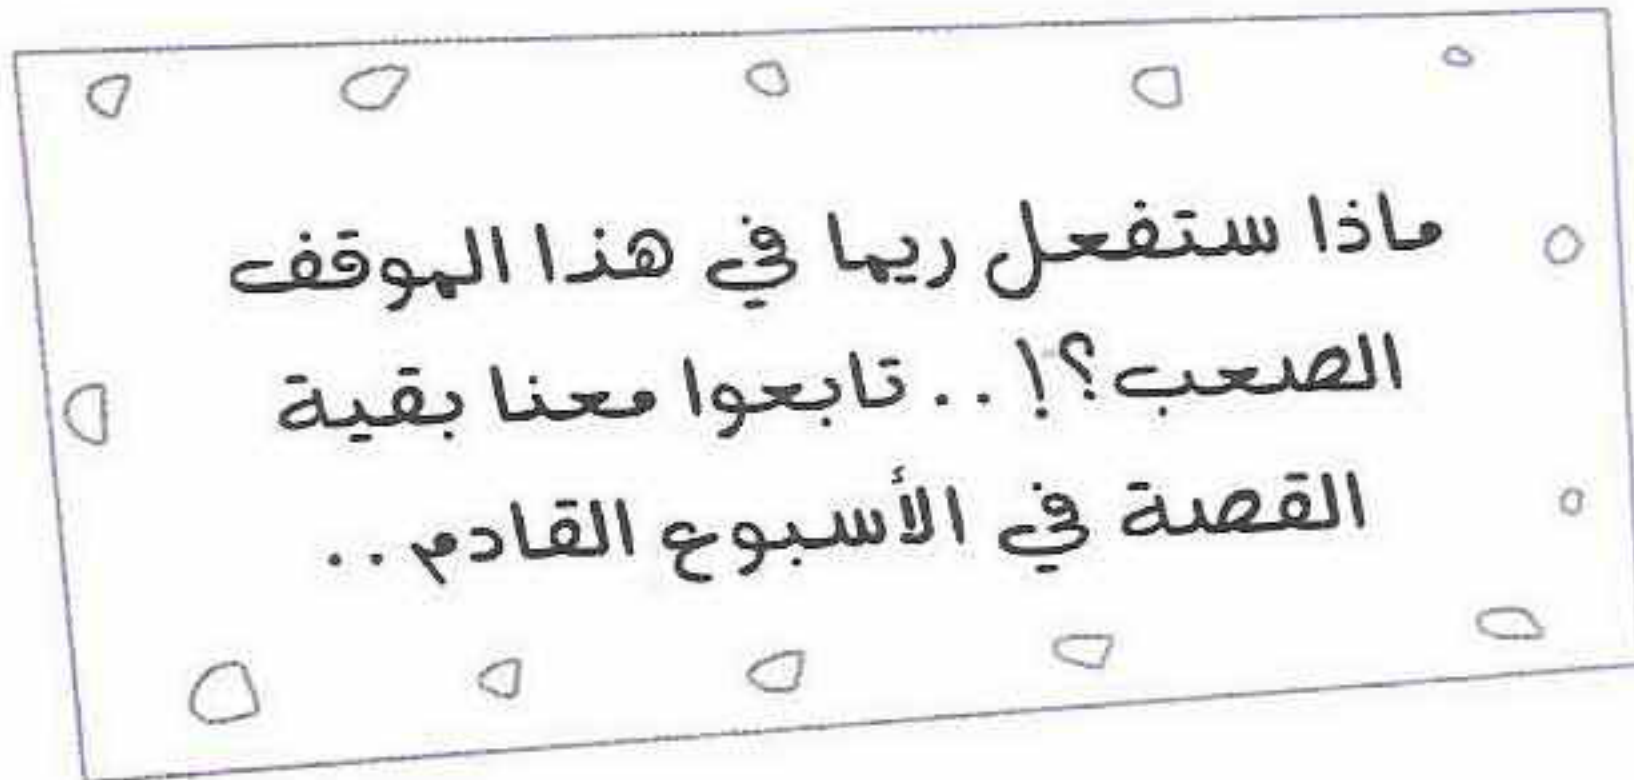 ماذا ستفعل ريما في هذا الموقف
الصعب؟! .. تابعوا معنا بقية
القصة في الأسبوع القادم ..